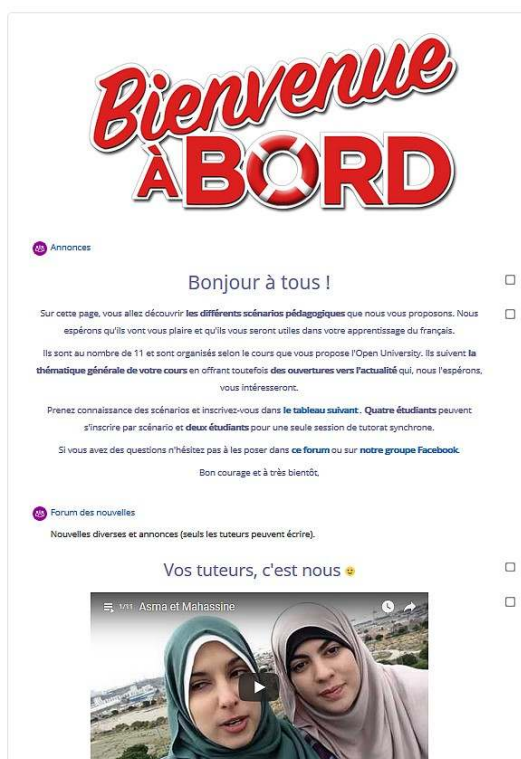 Bienvenue
À BORD
Annonces
Bonjour à tous !
Sur cette page, vous allez découvrir les différents scénarios pédagogiques que nous vous proposons. Nous
espérons qu'ils vont vous plaire et qu'ils vous seront utiles dans votre apprentissage du français.
Ils sont au nombre de 11 et sont organisés selon le cours que vous propose l'Open University. Ils suivent la
thématique générale de votre cours en offrant toutefois des ouvertures vers l'actualité qui, nous l'espérons,
vous intéresseront.
Prenez connaissance des scénarios et inscrivez-vous dans le tableau suivant. Quatre étudiants peuvent
s'inscrire par scénario et deux étudiants pour une seule session de tutorat synchrone.
Si vous avez des questions n'hésitez pas à les poser dans ce forum ou sur notre groupe Facebook.
Bon courage et à très bientôt,
Forum des nouvelles
Nouvelles diverses et annonces (seuls les tuteurs peuvent écrire).
Vos tuteurs, c'est nous
1/11 Asma et Mahassine